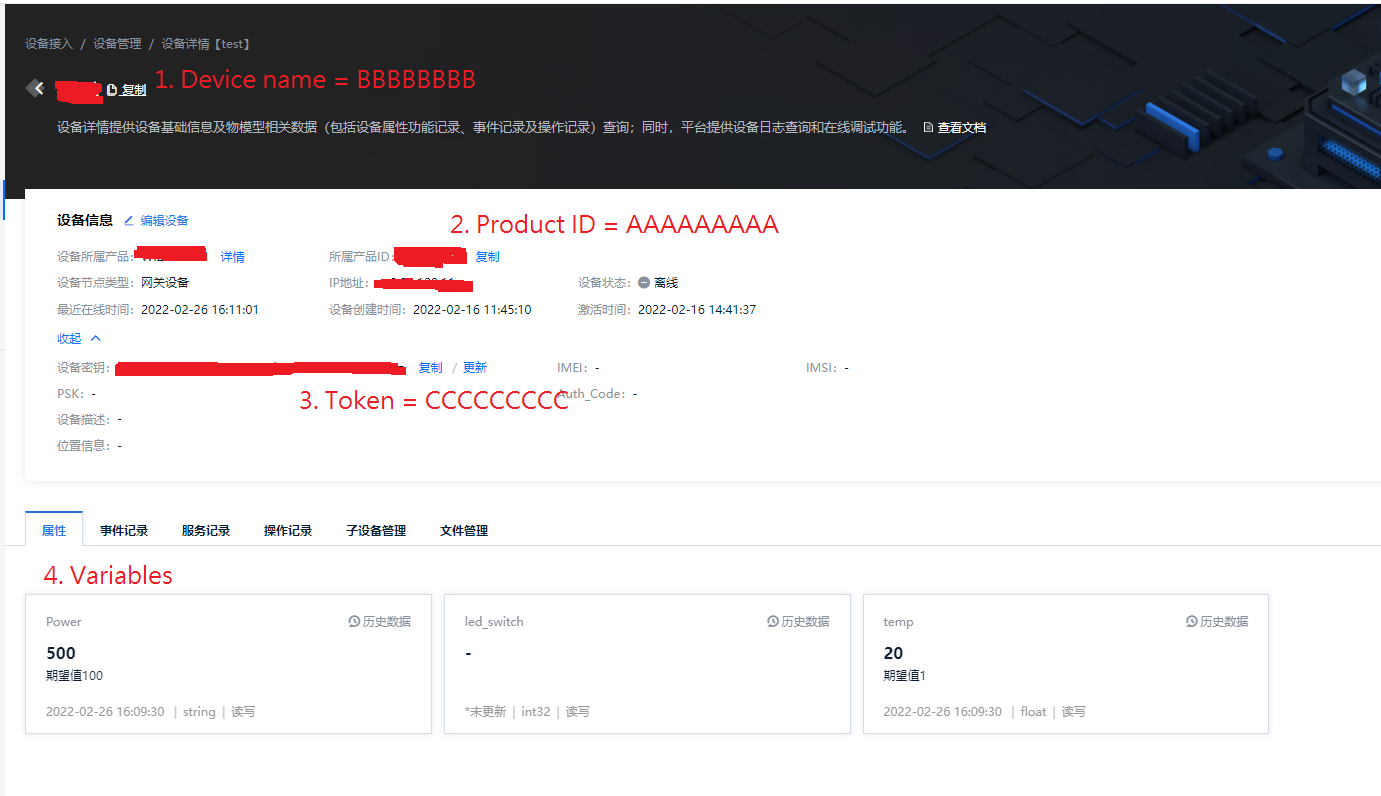 设备接入 / 设备管理 / 设备详情【test】
复制 1. Device name = BBBBBBBB
设备详情提供设备基础信息及物模型相关数据（包括设备属性功能记录、事件记录及操作记录）查询；同时，平台提供设备日志查询和在线调试功能。 查看文档
设备信息 编辑设备
2. Product ID = AAAAAAAAA
设备所属产品: 详情 所属产品ID: 复制
设备节点类型: 网关设备 IP地址: 设备状态: 离线
最近在线时间: 2022-02-26 16:11:01 设备创建时间: 2022-02-16 11:45:10 激活时间: 2022-02-16 14:41:37
收起
设备密钥: 复制 / 更新 IMEI: - IMSI: -
PSK: - Auth_Code: -
3. Token = CCCCCCCCC
设备描述: -
位置信息: -
属性 事件记录 服务记录 操作记录 子设备管理 文件管理
4. Variables
Power 历史数据 led_switch 历史数据 temp 历史数据
500 - 20
期望值100 期望值1
2022-02-26 16:09:30 | string | 读写 *未更新 | int32 | 读写 2022-02-26 16:09:30 | float | 读写